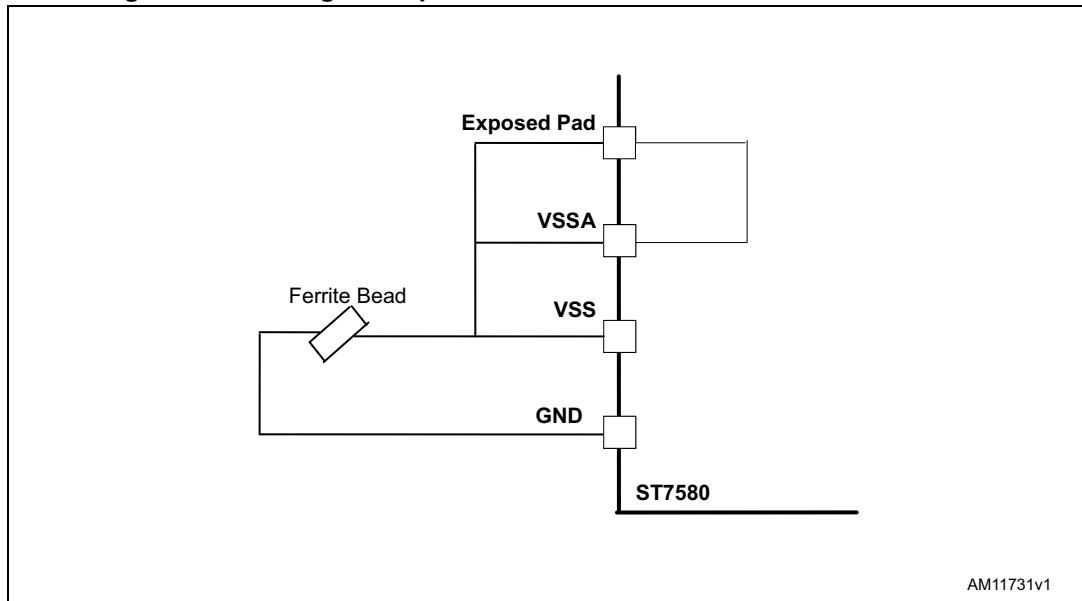 Exposed Pad
VSSA
Ferrite Bead
VSS
GND
ST7580
AM11731v1